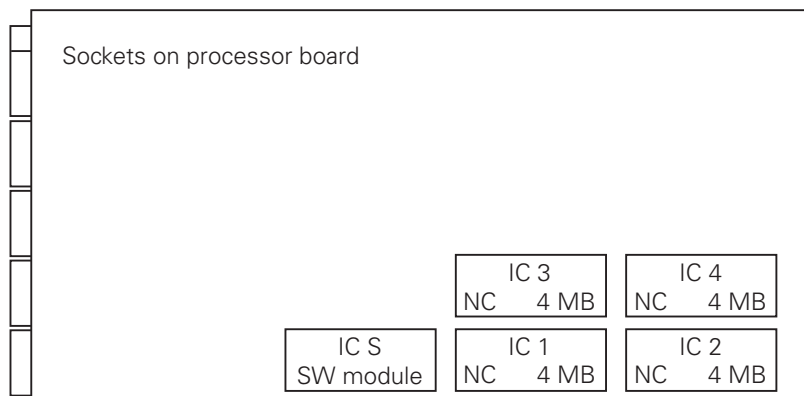 Sockets on processor board
IC 3
NC 4 MB
IC 4
NC 4 MB
IC S
SW module
IC 1
NC 4 MB
IC 2
NC 4 MB